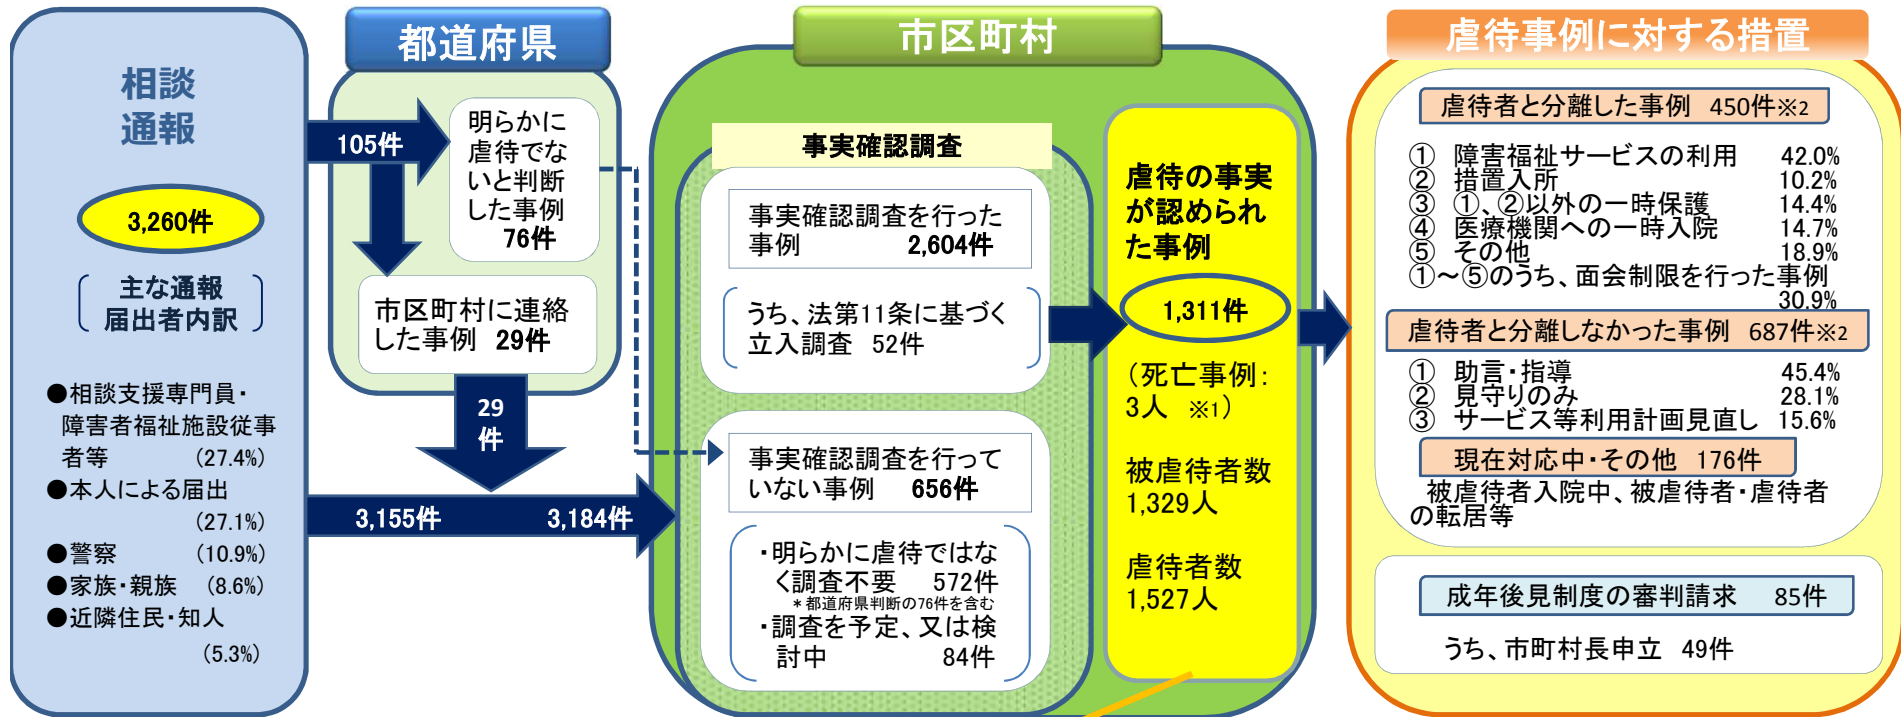 相談
通報
3,260件
主な通報
届出者内訳
●相談支援専門員・
障害者福祉施設従事
者等 (27.4%)
●本人による届出
(27.1%)
●警察 (10.9%)
●家族・親族 (8.6%)
●近隣住民・知人
(5.3%)
都道府県
105件
明らかに
虐待でな
いと判断
した事例
76件
市区町村に連絡
した事例 29件
29
件
3,155件 3,184件
市区町村
事実確認調査
事実確認調査を行った
事例 2,604件
うち、法第11条に基づく
立入調査 52件
事実確認調査を行って
いない事例 656件
・明らかに虐待ではな
く調査不要 572件
*都道府県判断の76件を含む
・調査を予定、又は検
討中 84件
虐待の事実
が認められ
た事例
1,311件
(死亡事例:
3人 ※1)
被虐待者数
1,329人
虐待者数
1,527人
虐待事例に対する措置
虐待者と分離した事例 450件※2
① 障害福祉サービスの利用 42.0%
② 措置入所 10.2%
③ ①、②以外の一時保護 14.4%
④ 医療機関への一時入院 14.7%
⑤ その他 18.9%
①～⑤のうち、面会制限を行った事例
30.9%
虐待者と分離しなかった事例 687件※2
① 助言・指導 45.4%
② 見守りのみ 28.1%
③ サービス等利用計画見直し 15.6%
現在対応中・その他 176件
被虐待者入院中、被虐待者・虐待者
の転居等
成年後見制度の審判請求 85件
うち、市町村長申立 49件